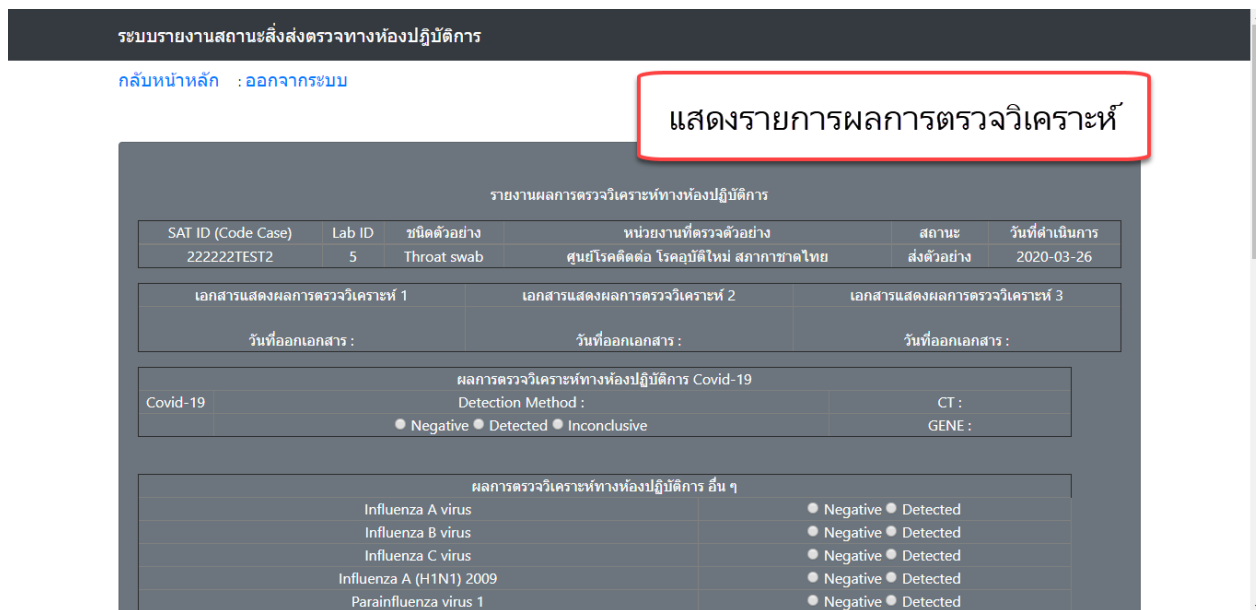 ระบบรายงานสถานะสิ่งส่งตรวจทางห้องปฎิบัติการ
กลับหน้าหลัก : ออกจากระบบ
แสดงรายการผลการตรวจวิเคราะห์
รายงานผลการตรวจวิเคราะห์ทางห้องปฏิบัติการ
SAT ID (Code Case) Lab ID ชนิดตัวอย่าง หน่วยงานที่ตรวจตัวอย่าง สถานะ วันที่ดำเนินการ
222222TEST2 5 Throat swab ศูนย์โรคติดต่อ โรคอุบัติใหม่ สภากาชาดไทย ส่งตัวอย่าง 2020-03-26
เอกสารแสดงผลการตรวจวิเคราะห์ 1 เอกสารแสดงผลการตรวจวิเคราะห์ 2 เอกสารแสดงผลการตรวจวิเคราะห์ 3
วันที่ออกเอกสาร : วันที่ออกเอกสาร : วันที่ออกเอกสาร :
ผลการตรวจวิเคราะห์ทางห้องปฏิบัติการ Covid-19
Covid-19 Detection Method : CT :
Negative Detected Inconclusive GENE :
ผลการตรวจวิเคราะห์ทางห้องปฏิบัติการ อื่น ๆ
Influenza A virus Negative Detected
Influenza B virus Negative Detected
Influenza C virus Negative Detected
Influenza A (H1N1) 2009 Negative Detected
Parainfluenza virus 1 Negative Detected